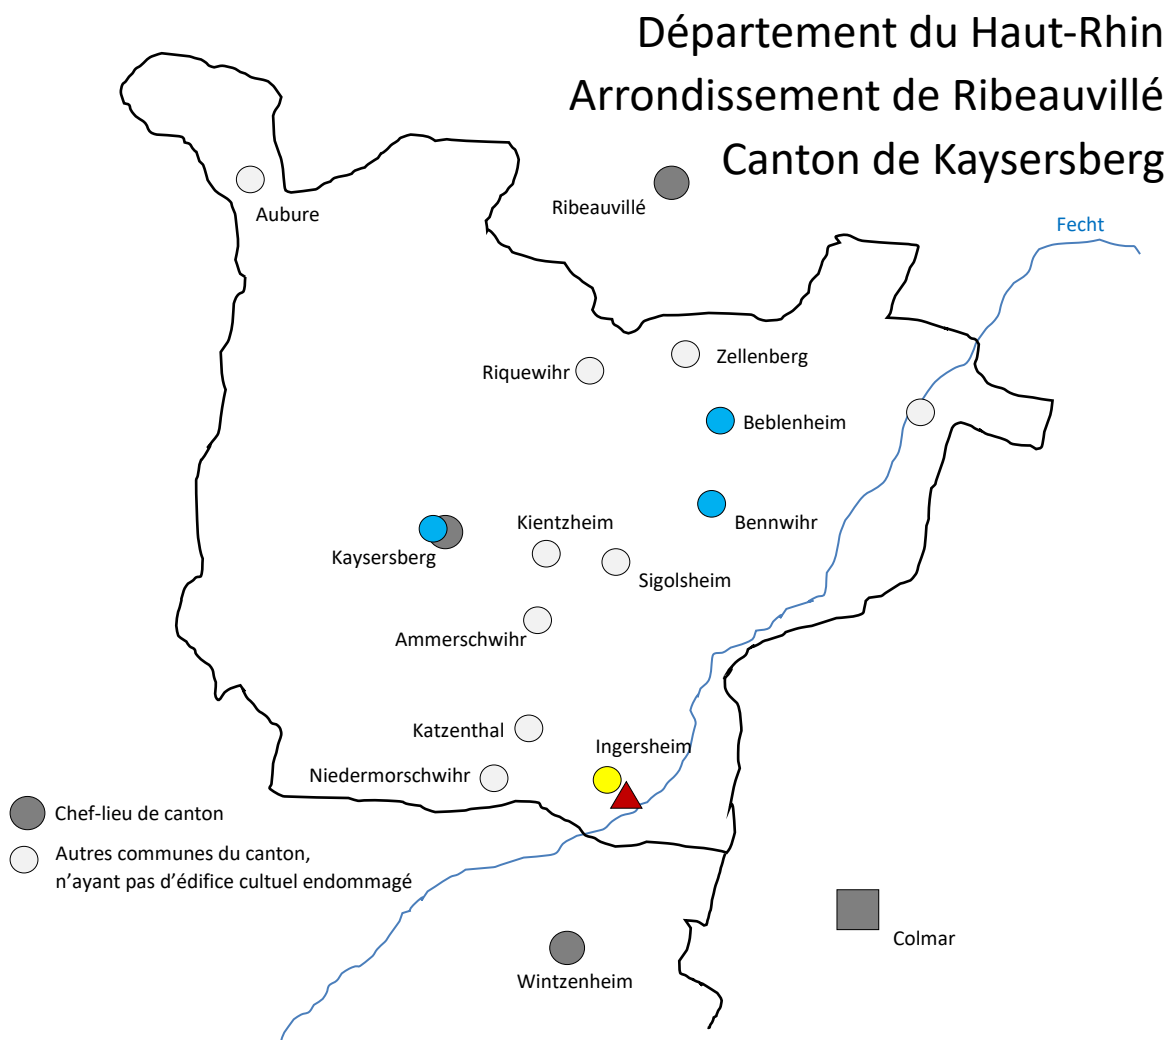 Département du Haut-Rhin
Arrondissement de Ribeauvillé
Canton de Kaysersberg
Ribeauvillé
Aubure
Fecht
Zellenberg
Riquewihr
Beblenheim
Kientzheim
Bennwihr
Kaysersberg
Sigolsheim
Ammerschwihr
Katzenthal
Ingersheim
Niedermorschwihr
Chef-lieu de canton
Autres communes du canton,
n'ayant pas d'édifice cultuel endommagé
Colmar
Wintzenheim